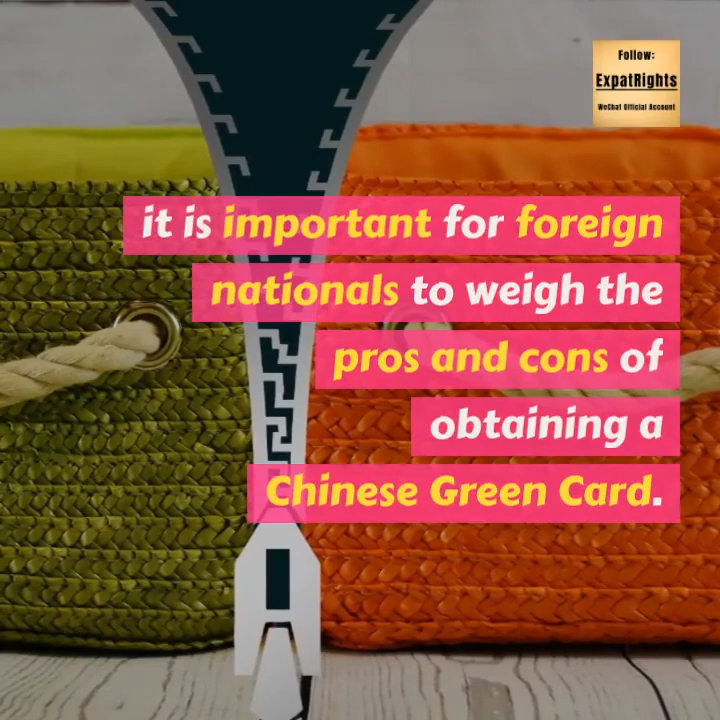 Follow:
ExpatRights
WeChat Official Account
it is important for foreign
nationals to weigh the
pros and cons of
obtaining a
Chinese Green Card.